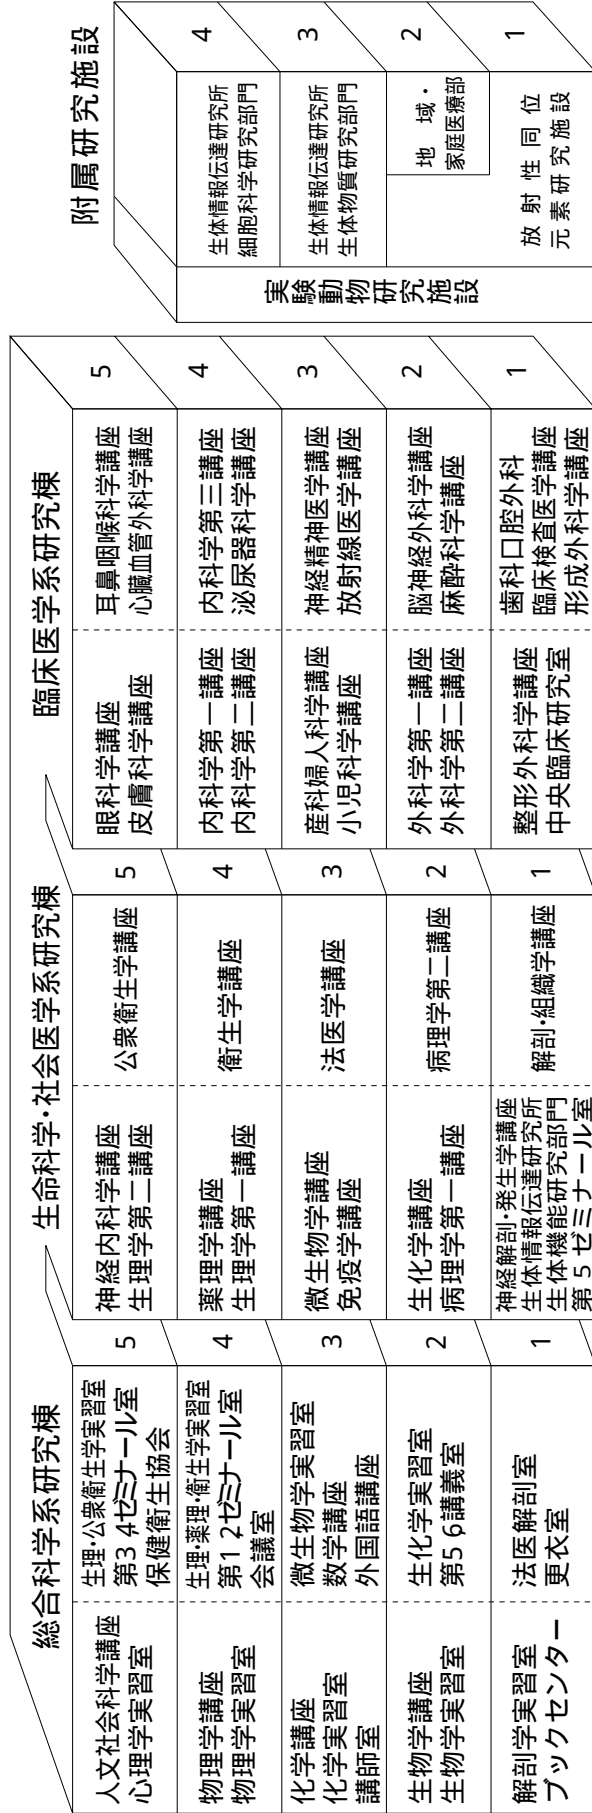 総合科学系研究棟
人文社会科学講座
心理学実習室
生理・公衆衛生学実習室
第3,4ゼミナール室
保健衛生協会
5
物理学講座
物理学実習室
生理・薬理・衛生学実習室
第1,2ゼミナール室
会議室
4
化学講座
化学実習室
講師室
微生物学実習室
数学講座
外国語講座
3
生物学講座
生物学実習室
生化学実習室
第5,6講義室
2
解剖学実習室
ブックセンター
法医解剖室
更衣室
1
生命科学・社会医学系研究棟
神経内科学講座
生理学第二講座
公衆衛生学講座
5
薬理学講座
生理学第一講座
衛生学講座
4
微生物学講座
免疫学講座
法医学講座
3
生化学講座
病理学第一講座
病理学第二講座
2
神経解剖・発生学講座
生体情報伝達研究所
生体機能研究部門
第5ゼミナール室
解剖・組織学講座
1
臨床医学系研究棟
眼科学講座
皮膚科学講座
耳鼻咽喉科学講座
心臓血管外科学講座
5
内科学第一講座
内科学第二講座
内科学第三講座
泌尿器科学講座
4
産科婦人科学講座
小児科学講座
神経精神医学講座
放射線医学講座
3
外科学第一講座
外科学第二講座
脳神経外科学講座
麻酔科学講座
2
整形外科学講座
中央臨床研究室
歯科口腔外科
臨床検査医学講座
形成外科学講座
1
附属研究施設
実験動物研究施設
生体情報伝達研究所
細胞科学研究部門
4
生体情報伝達研究所
生体物質研究部門
3
地域・
家庭医療部
2
放射性同位
元素研究施設
1